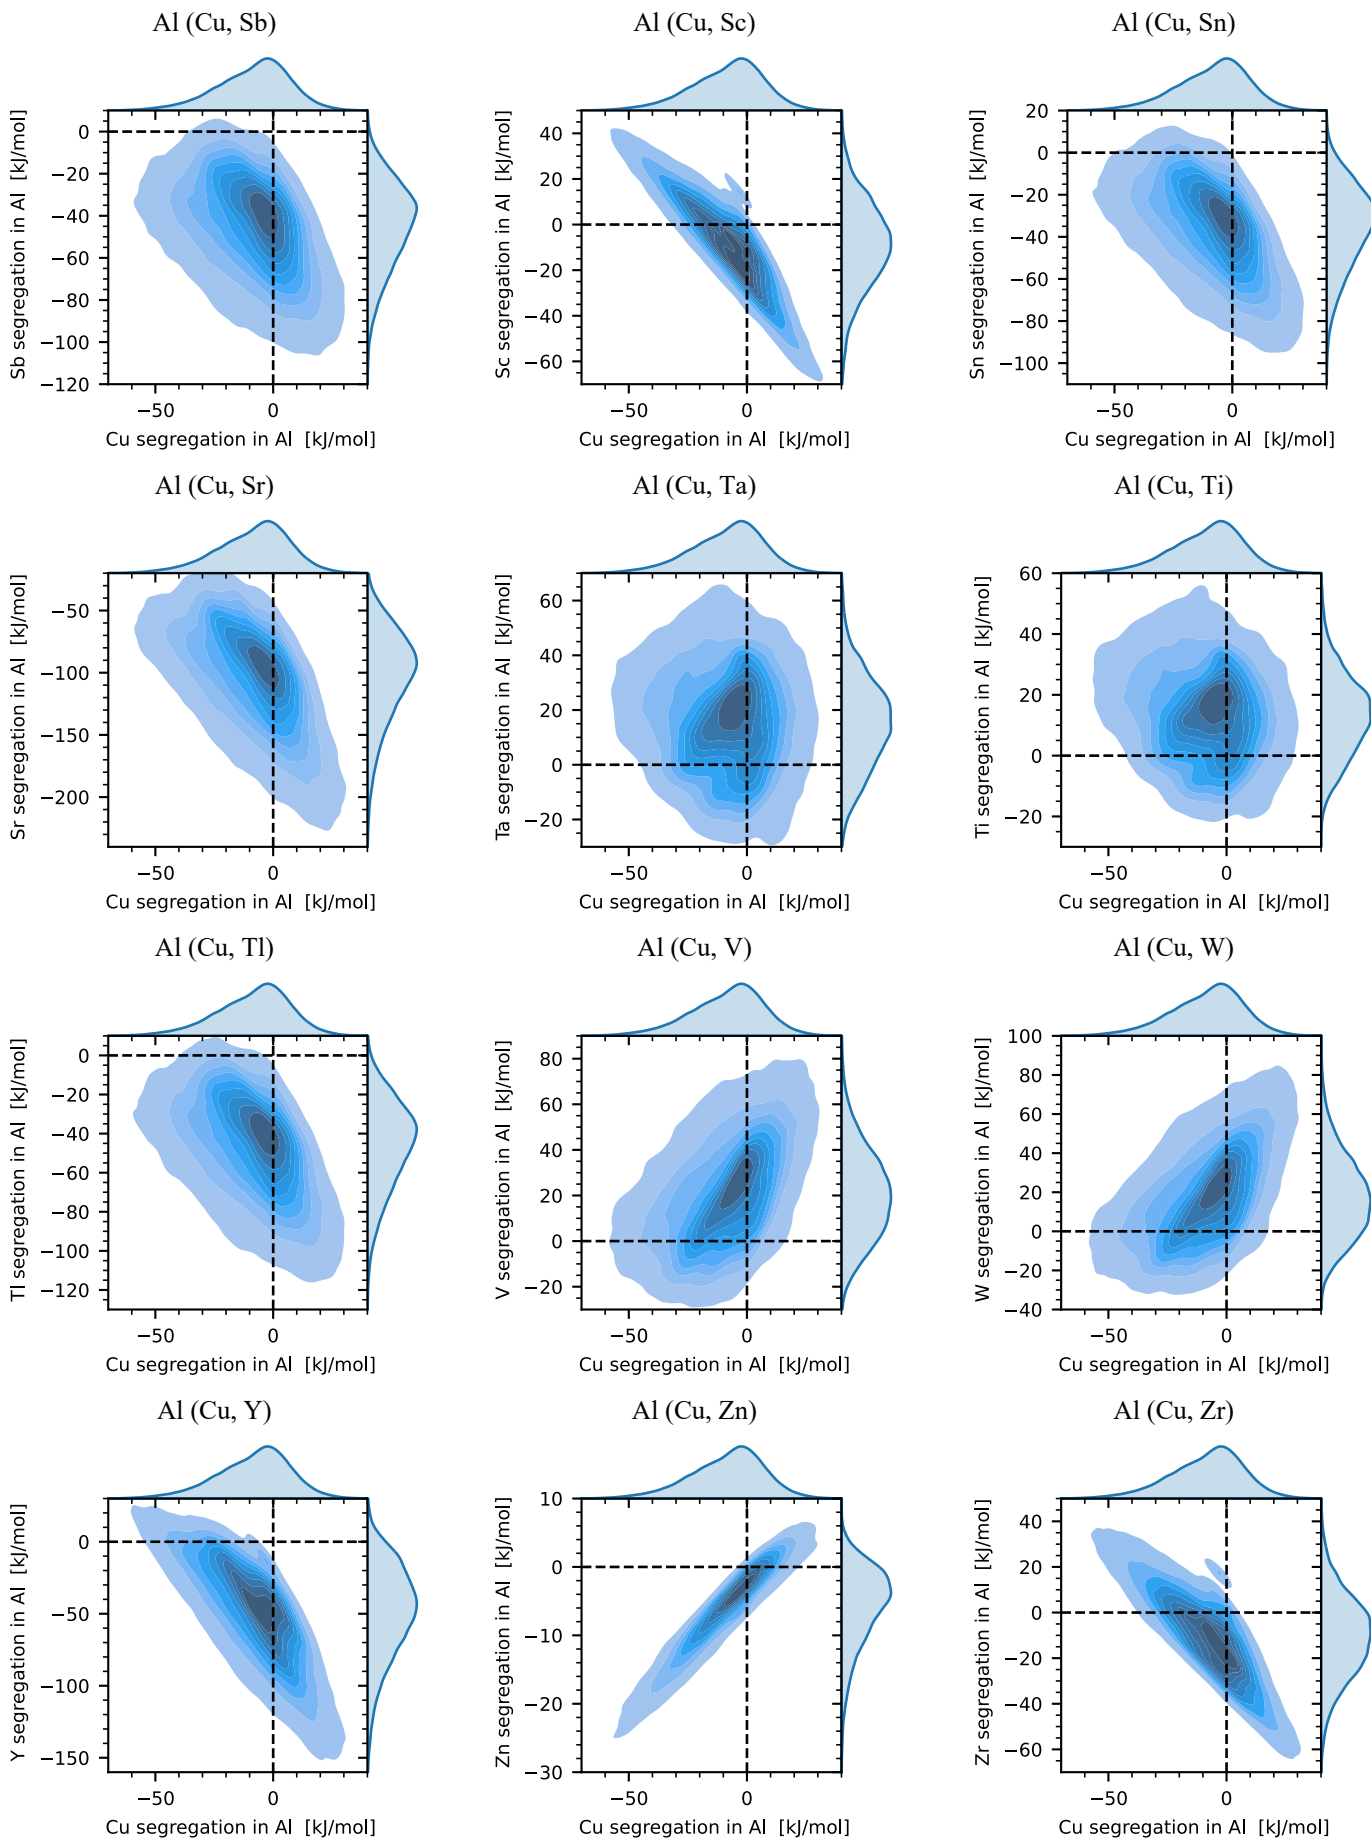 Al (Cu, Sb)
Al (Cu, Sc)
Al (Cu, Sn)
Sb segregation in Al [kJ/mol]
0
−20
−40
−60
−80
−100
−120
−50
0
Cu segregation in Al [kJ/mol]
Sc segregation in Al [kJ/mol]
40
20
0
−20
−40
−60
−50
0
Cu segregation in Al [kJ/mol]
Sn segregation in Al [kJ/mol]
20
0
−20
−40
−60
−80
−100
−50
0
Cu segregation in Al [kJ/mol]
Al (Cu, Sr)
Al (Cu, Ta)
Al (Cu, Ti)
Sr segregation in Al [kJ/mol]
−50
−100
−150
−200
−50
0
Cu segregation in Al [kJ/mol]
Ta segregation in Al [kJ/mol]
60
40
20
0
−20
−50
0
Cu segregation in Al [kJ/mol]
Ti segregation in Al [kJ/mol]
60
40
20
0
−20
−50
0
Cu segregation in Al [kJ/mol]
Al (Cu, Tl)
Al (Cu, V)
Al (Cu, W)
Tl segregation in Al [kJ/mol]
0
−20
−40
−60
−80
−100
−120
−50
0
Cu segregation in Al [kJ/mol]
V segregation in Al [kJ/mol]
80
60
40
20
0
−20
−50
0
Cu segregation in Al [kJ/mol]
W segregation in Al [kJ/mol]
100
80
60
40
20
0
−20
−40
−50
0
Cu segregation in Al [kJ/mol]
Al (Cu, Y)
Al (Cu, Zn)
Al (Cu, Zr)
Y segregation in Al [kJ/mol]
0
−50
−100
−150
−50
0
Cu segregation in Al [kJ/mol]
Zn segregation in Al [kJ/mol]
10
0
−10
−20
−30
−50
0
Cu segregation in Al [kJ/mol]
Zr segregation in Al [kJ/mol]
40
20
0
−20
−40
−60
−50
0
Cu segregation in Al [kJ/mol]